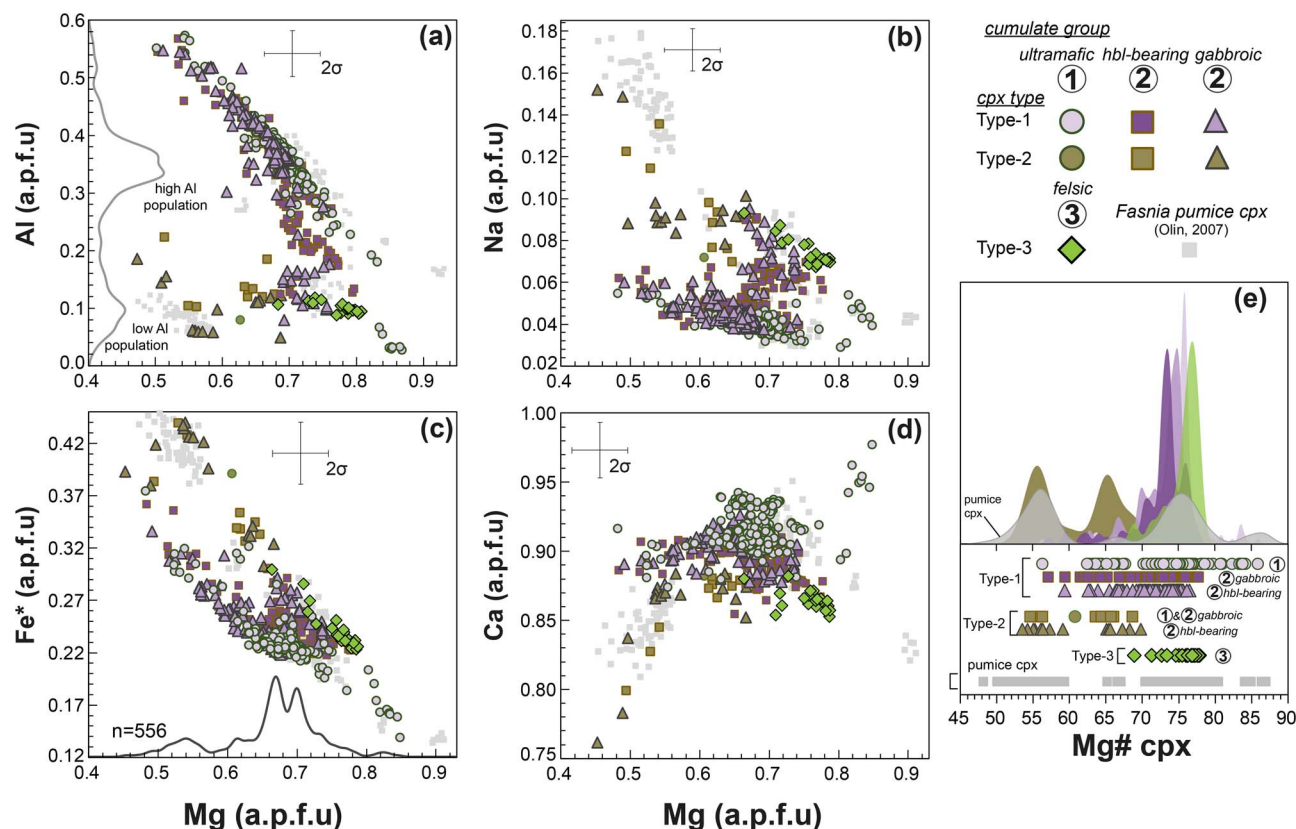 0.6
0.5
0.4
0.3
0.2
0.1
0.0
Al (a.p.f.u)
(a)
2σ
high Al
population
low Al
population
0.4 0.5 0.6 0.7 0.8 0.9
0.18
0.16
0.14
0.12
0.10
0.08
0.06
0.04
0.02
Na (a.p.f.u)
(b)
2σ
0.4 0.5 0.6 0.7 0.8 0.9
cumulate group
ultramafic hbl-bearing gabbroic
1 2 2
cpx type
Type-1
Type-2
felsic
3
Type-3
Fasnia pumice cpx
(Olin, 2007)
0.42
0.37
0.32
0.27
0.22
0.17
0.12
Fe* (a.p.f.u)
(c)
2σ
n=556
0.4 0.5 0.6 0.7 0.8 0.9
Mg (a.p.f.u)
1.00
0.95
0.90
0.85
0.80
0.75
Ca (a.p.f.u)
(d)
2σ
0.4 0.5 0.6 0.7 0.8 0.9
Mg (a.p.f.u)
(e)
pumice
cpx
Type-1
1
2 gabbroic
2 hbl-bearing
Type-2
1 & 2 gabbroic
2 hbl-bearing
Type-3
3
pumice cpx
45 50 55 60 65 70 75 80 85 90
Mg# cpx